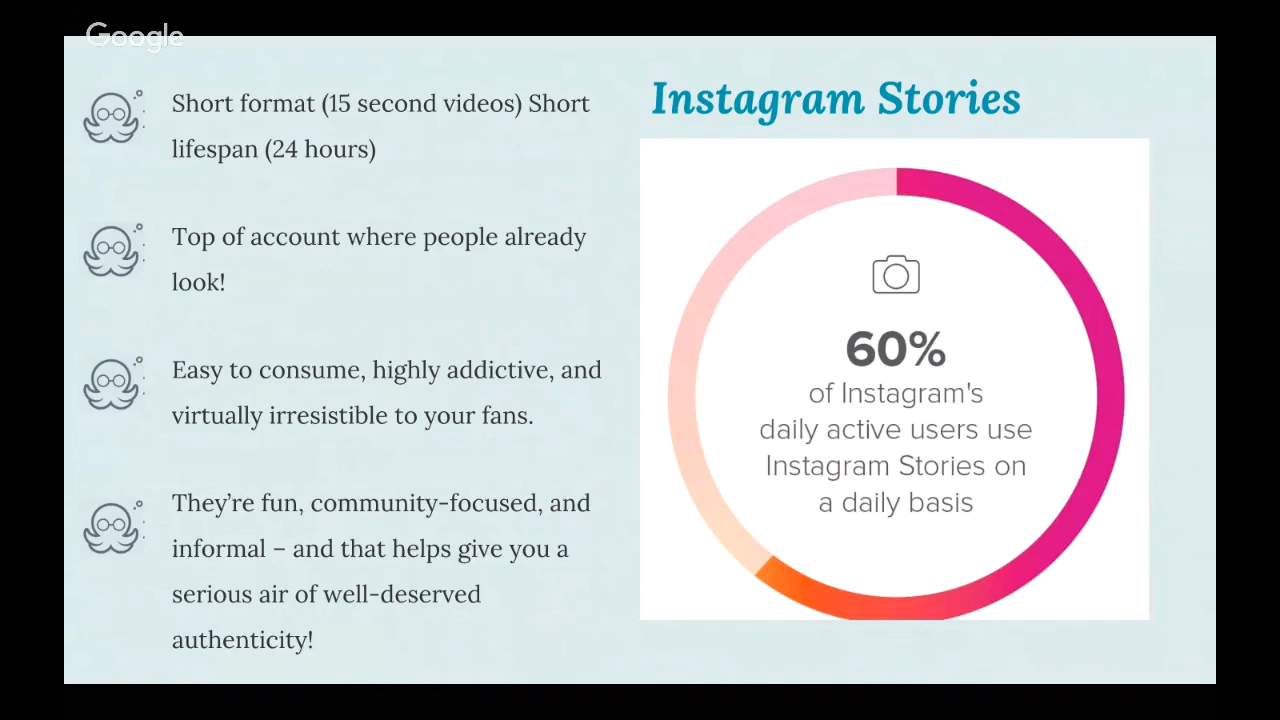 Google
Short format (15 second videos) Short
lifespan (24 hours)
Top of account where people already
look!
Easy to consume, highly addictive, and
virtually irresistible to your fans.
They’re fun, community-focused, and
informal – and that helps give you a
serious air of well-deserved
authenticity!
Instagram Stories
60%
of Instagram's
daily active users use
Instagram Stories on
a daily basis